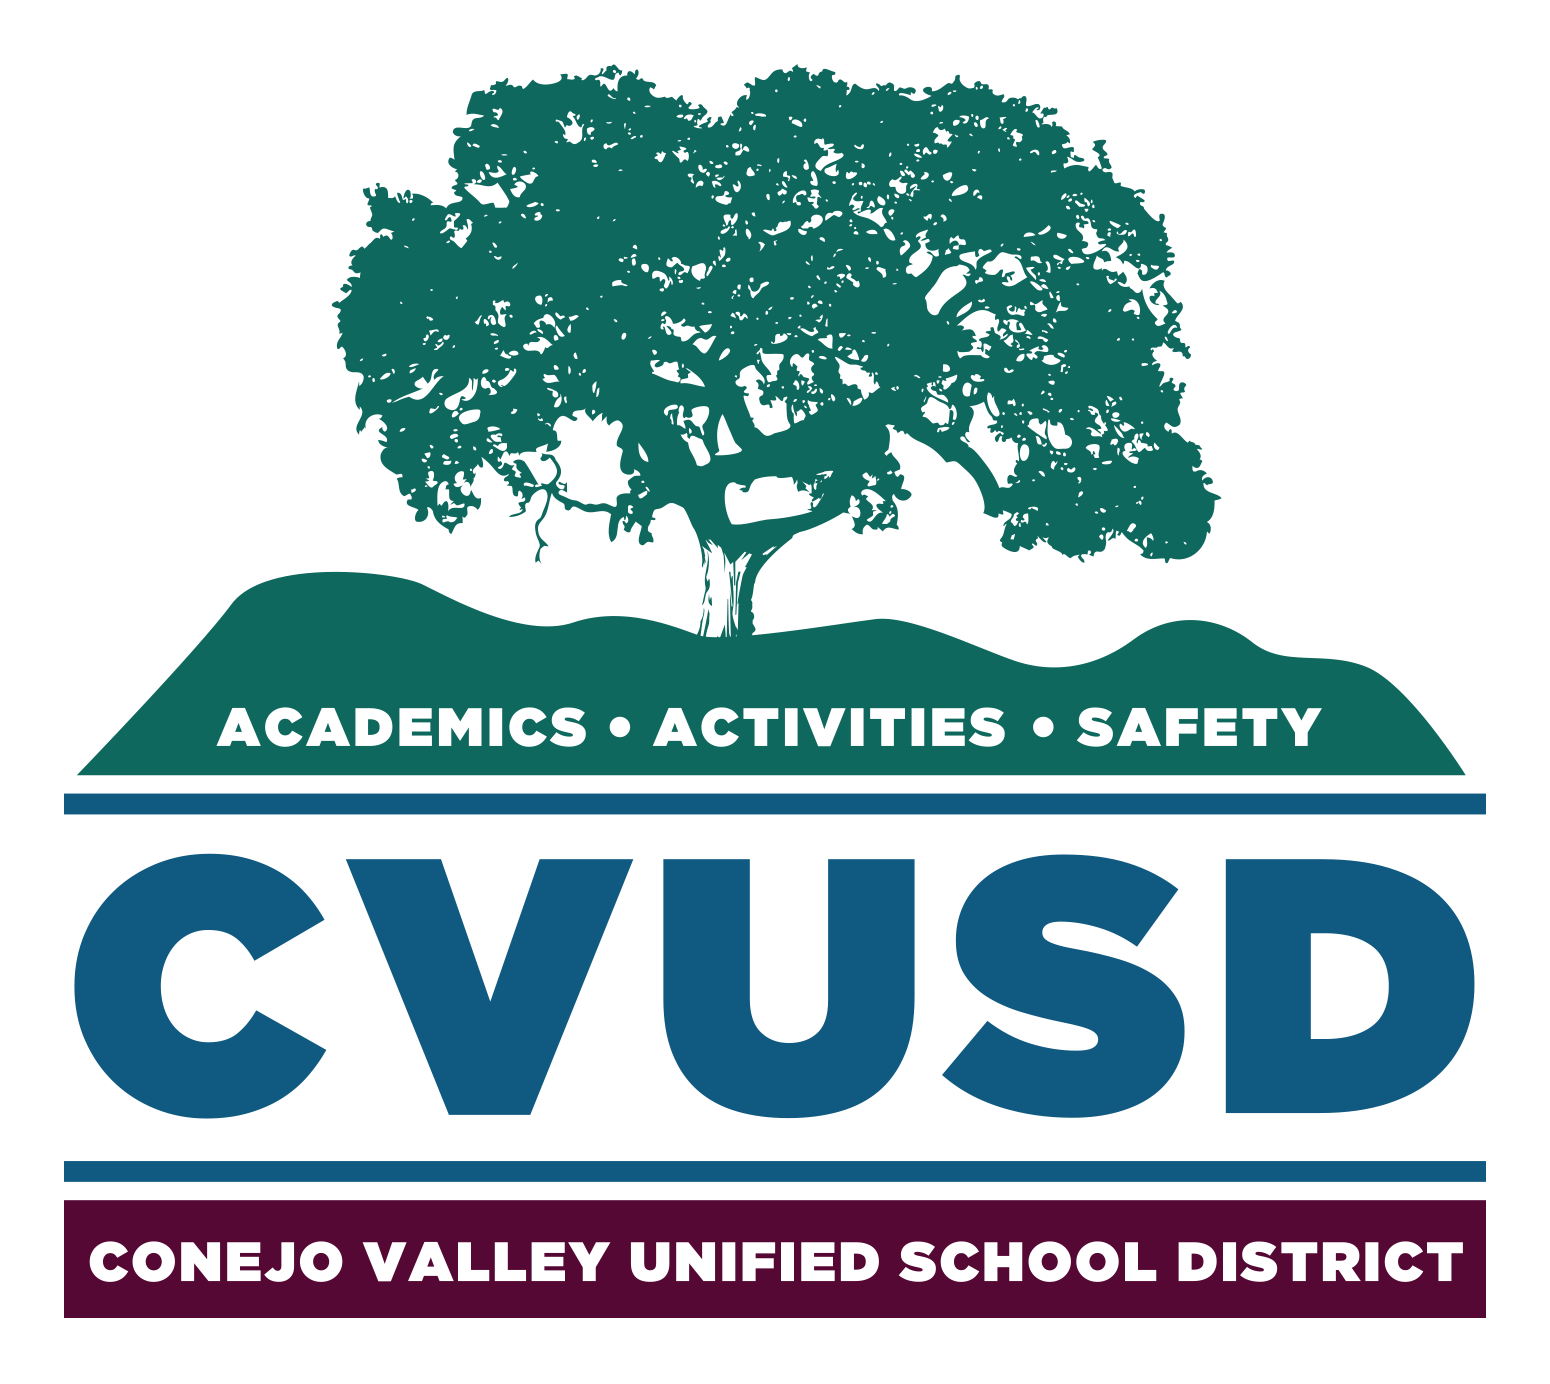 ACADEMICS • ACTIVITIES • SAFETY
CVUSD
CONEJO VALLEY UNIFIED SCHOOL DISTRICT